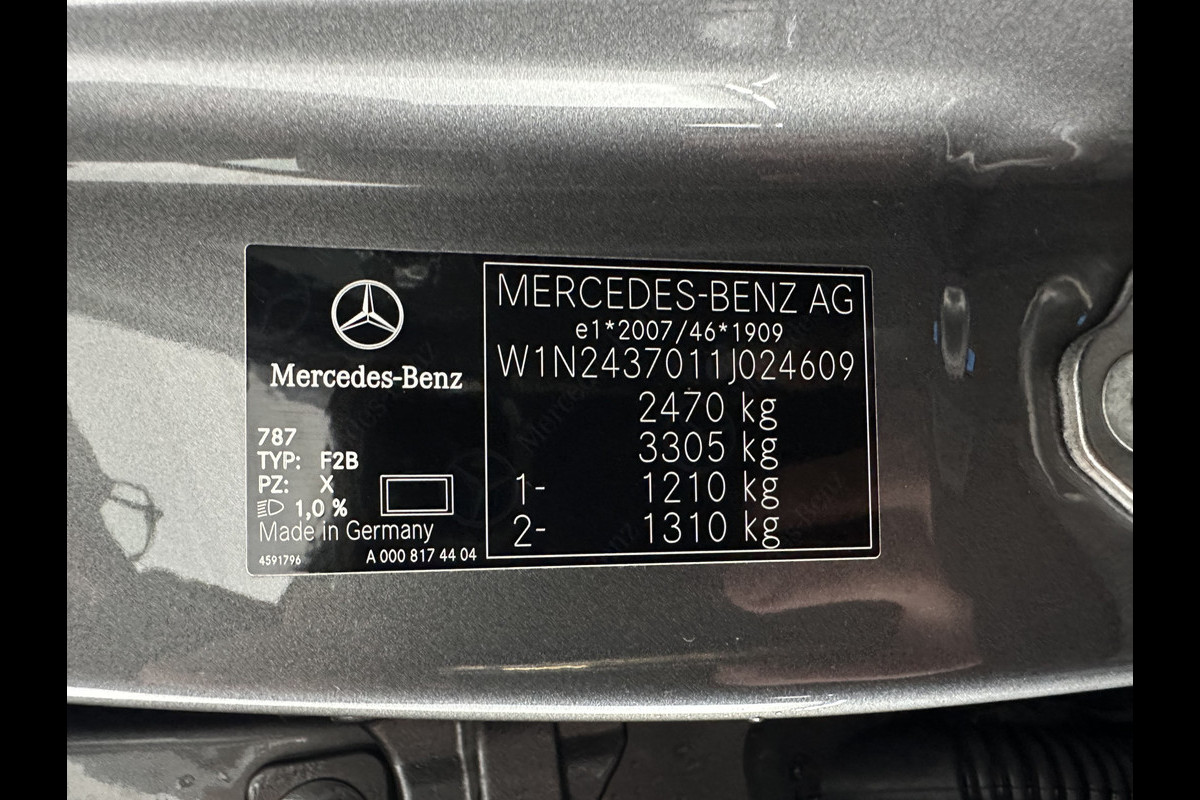 Mercedes-Benz
787
TYP: F2B
PZ: X
1,0 %
Made in Germany
4591796 A 000 817 44 04
MERCEDES-BENZ AG
e1*2007/46*1909
W1N2437011J024609
2470 kg
3305 kg
1- 1210 kg
2- 1310 kg